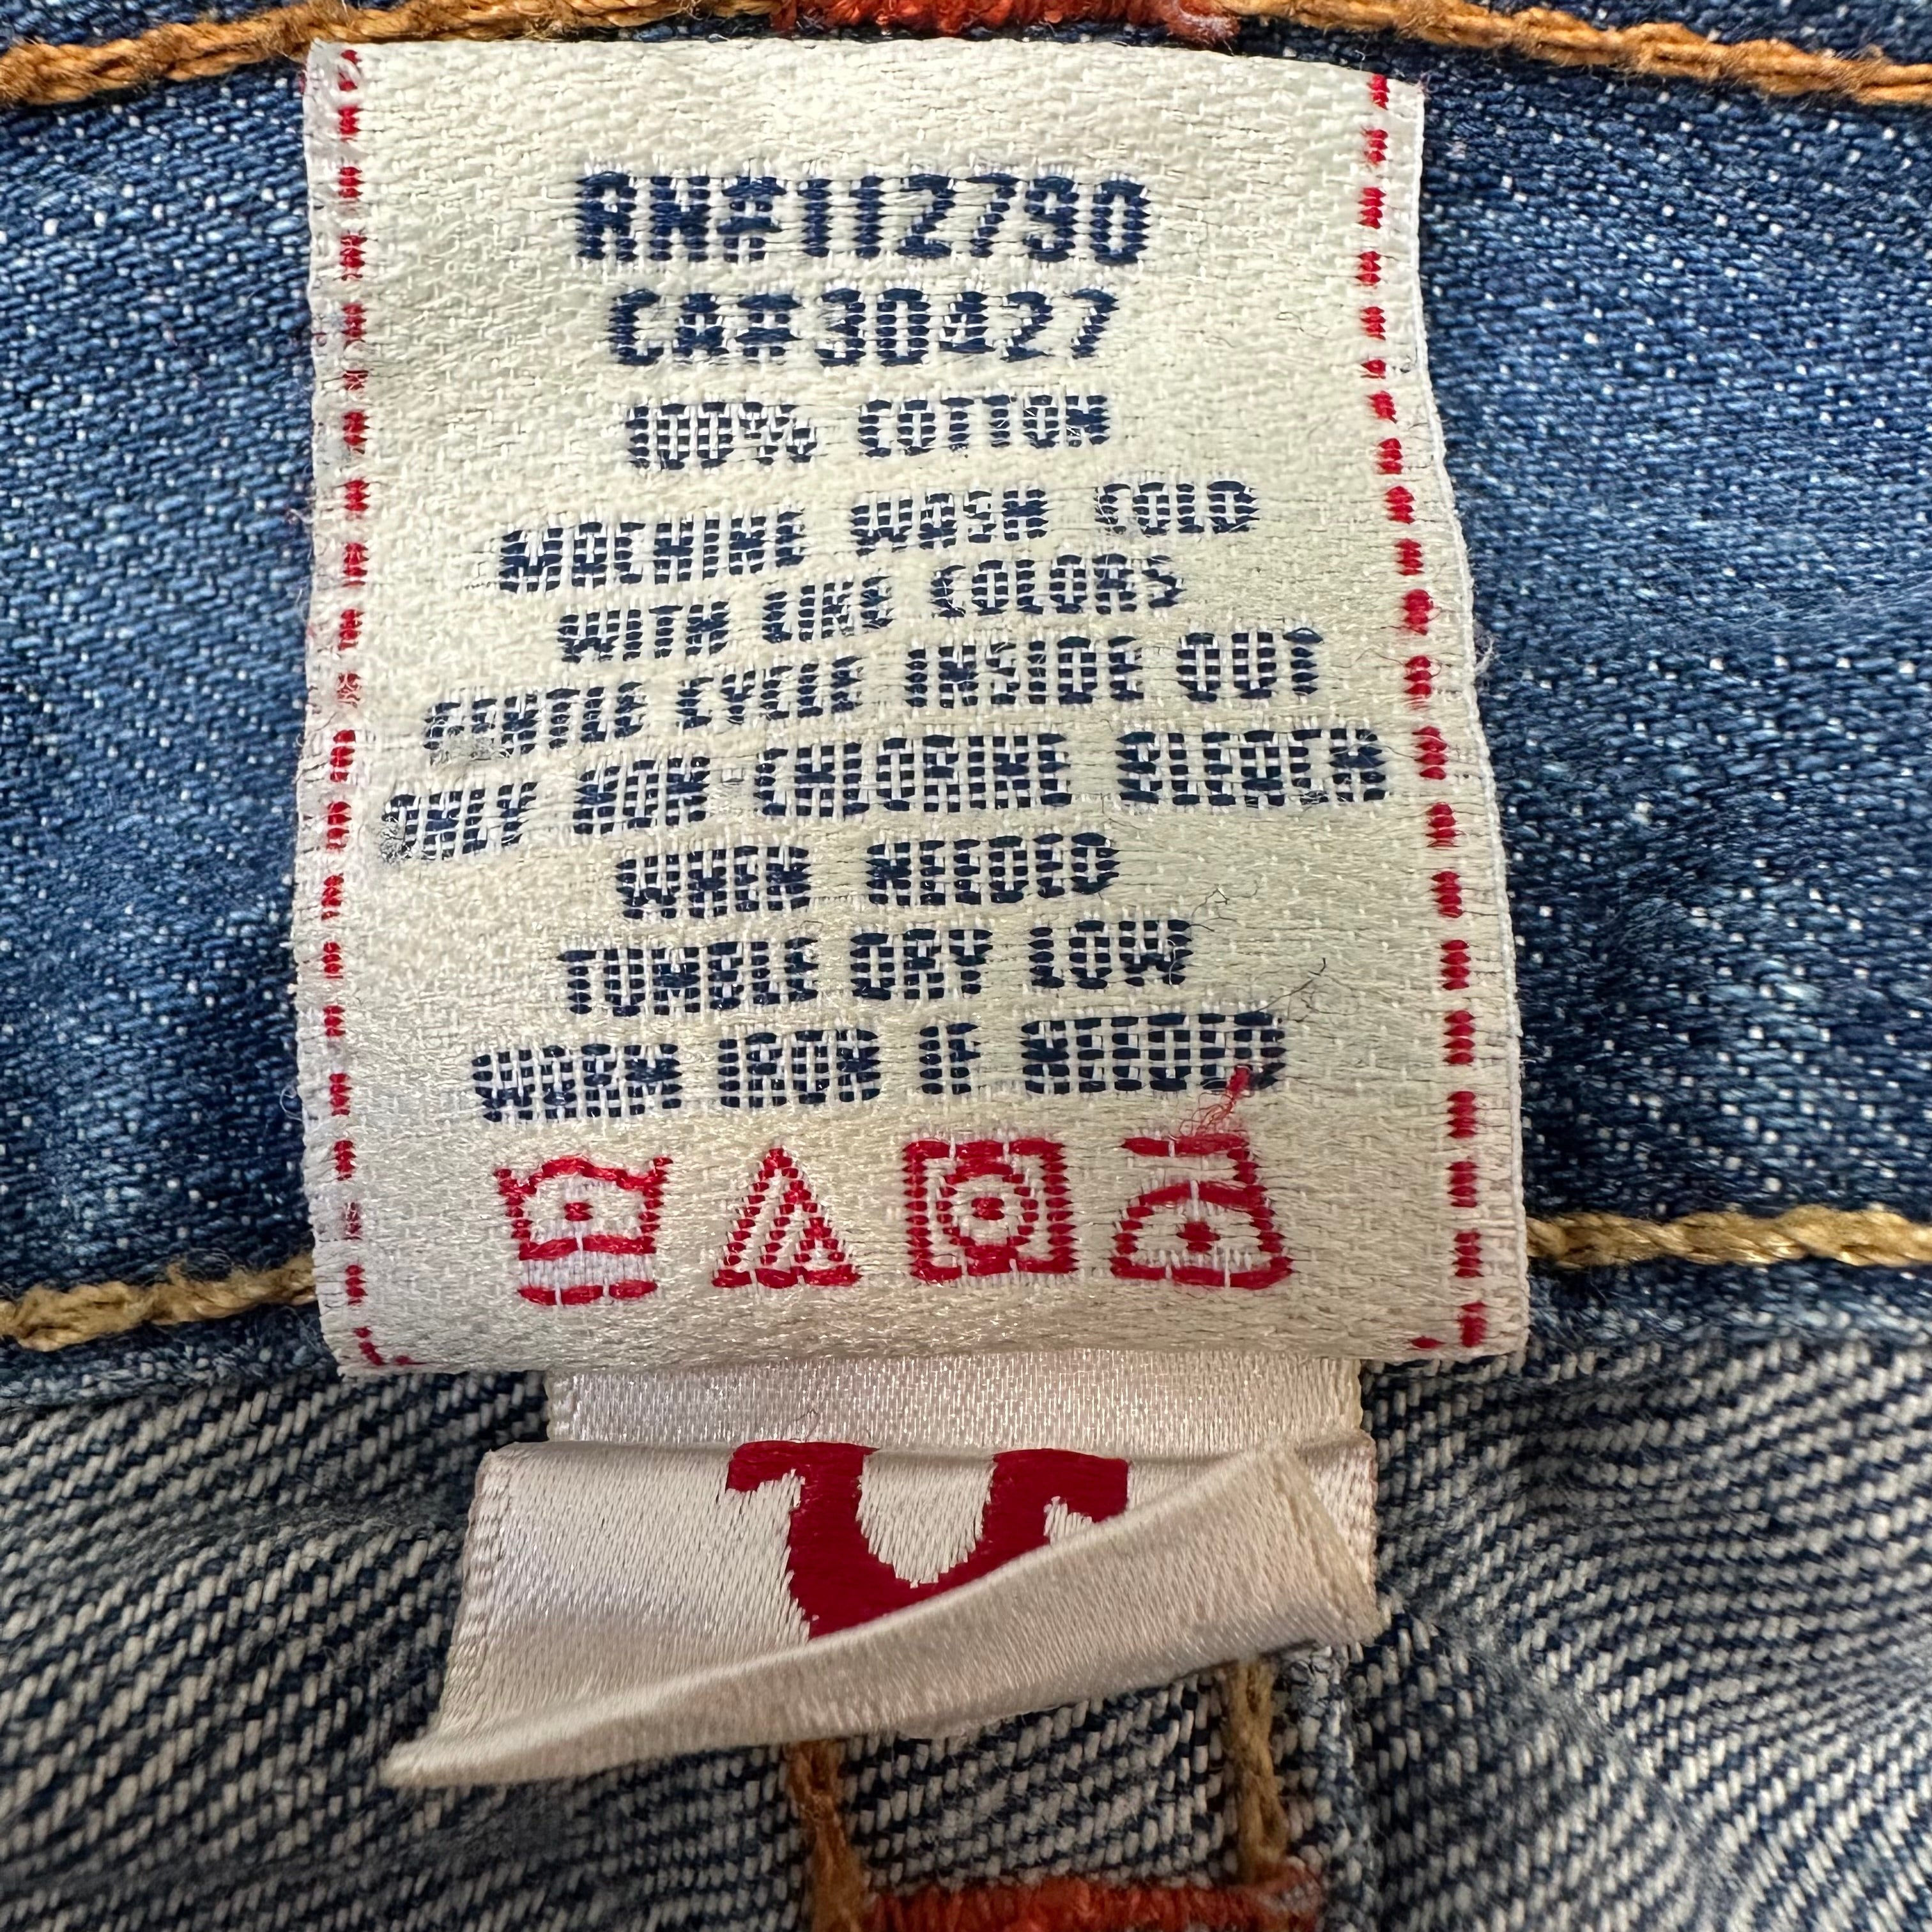 RN#112790
CA#30427
100% COTTON
MACHINE WASH COLD
WITH LIKE COLORS
GENTLE CYCLE INSIDE OUT
ONLY NON CHLORINE BLEACH
WHEN NEEDED
TUMBLE DRY LOW
WARM IRON IF NEEDED